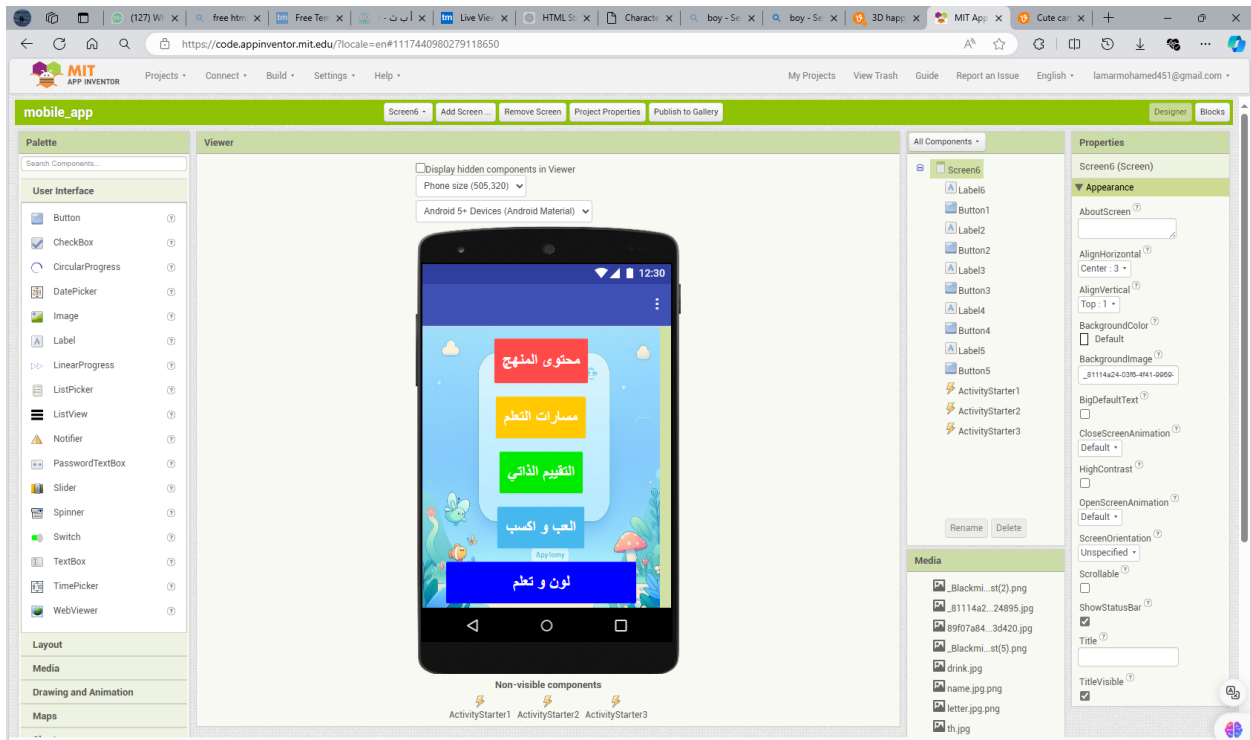 (127) Wh
free htm
Free Tem
أ ب ت -
Live View
HTML St
Characte
boy - Se
boy - Se
3D happ
MIT App
Cute car
https://code.appinventor.mit.edu/?locale=en#1117440980279118650
MIT
APP INVENTOR
Projects
Connect
Build
Settings
Help
My Projects
View Trash
Guide
Report an Issue
English
lamarmohamed451@gmail.com
mobile_app
Screen6
Add Screen ...
Remove Screen
Project Properties
Publish to Gallery
Designer
Blocks
Palette
Search Components...
User Interface
Button
CheckBox
CircularProgress
DatePicker
Image
Label
LinearProgress
ListPicker
ListView
Notifier
PasswordTextBox
Slider
Spinner
Switch
TextBox
TimePicker
WebViewer
Layout
Media
Drawing and Animation
Maps
Viewer
Display hidden components in Viewer
Phone size (505,320)
Android 5+ Devices (Android Material)
12:30
محتوى المنهج
مسارات التعلم
التقييم الذاتي
العب و اكسب
Apylomy
لون و تعلم
Non-visible components
ActivityStarter1 ActivityStarter2 ActivityStarter3
All Components
Screen6
Label6
Button1
Label2
Button2
Label3
Button3
Label4
Button4
Label5
Button5
ActivityStarter1
ActivityStarter2
ActivityStarter3
Rename
Delete
Media
_Blackmi...st(2).png
_81114a2...24895.jpg
89f07a84...3d420.jpg
_Blackmi...st(5).png
drink.jpg
name.jpg.png
letter.jpg.png
th.jpg
Properties
Screen6 (Screen)
Appearance
AboutScreen
AlignHorizontal
Center : 3
AlignVertical
Top : 1
BackgroundColor
Default
BackgroundImage
_81114a24-03f6-4f41-9969-
BigDefaultText
CloseScreenAnimation
Default
HighContrast
OpenScreenAnimation
Default
ScreenOrientation
Unspecified
Scrollable
ShowStatusBar
Title
TitleVisible